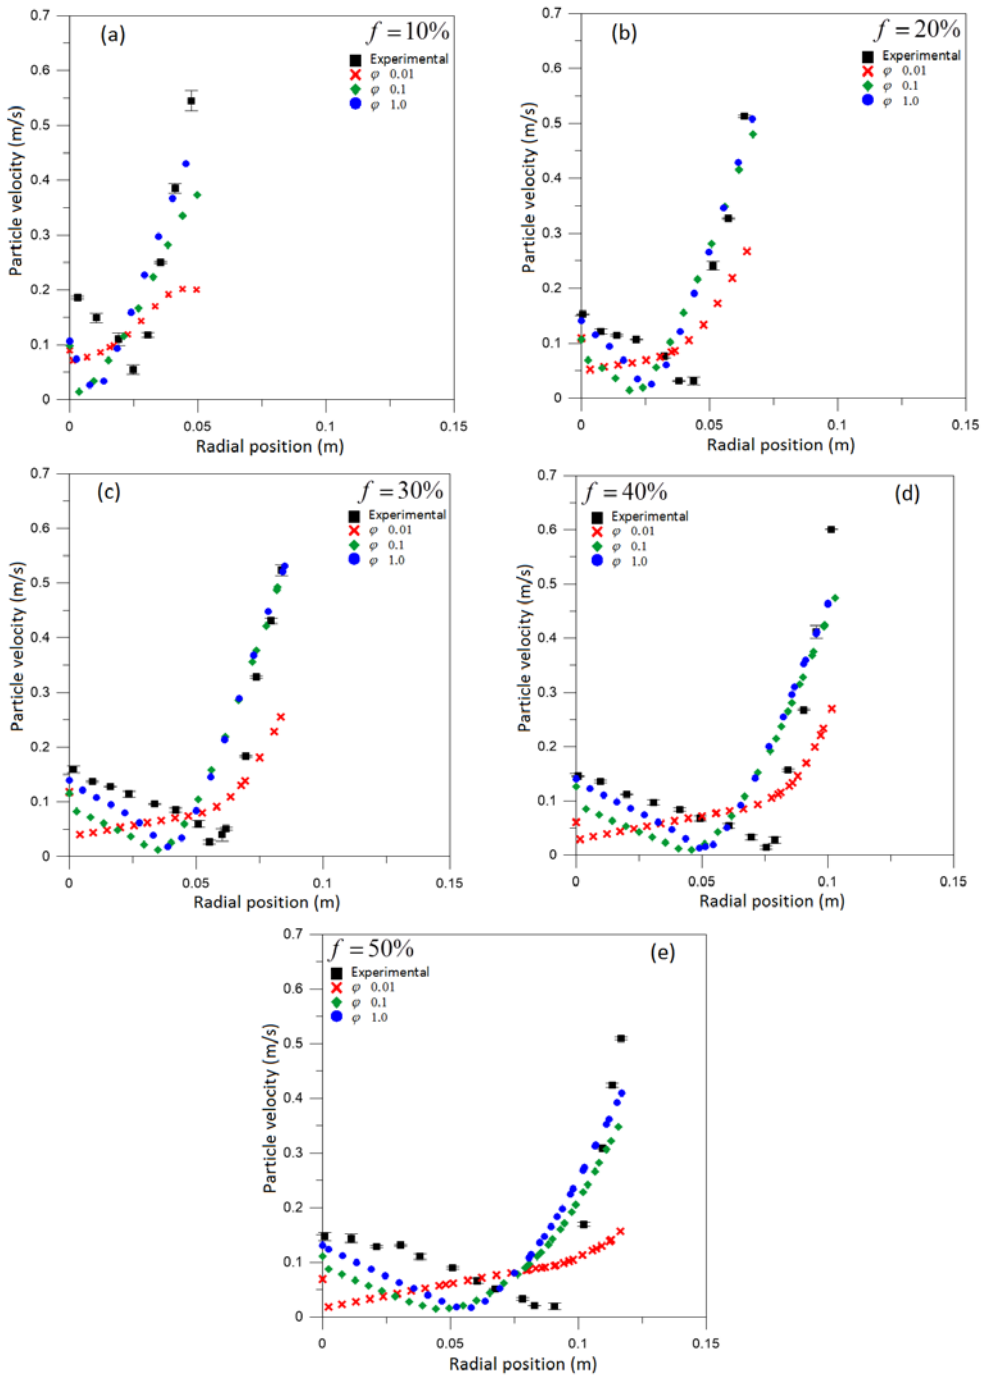 (a)
f = 10%
Experimental
φ 0.01
φ 0.1
φ 1.0
0.7
0.6
0.5
0.4
0.3
0.2
0.1
0
Particle velocity (m/s)
0 0.05 0.1 0.15
Radial position (m)
(b)
f = 20%
Experimental
φ 0.01
φ 0.1
φ 1.0
0.7
0.6
0.5
0.4
0.3
0.2
0.1
0
Particle velocity (m/s)
0 0.05 0.1 0.15
Radial position (m)
(c)
f = 30%
Experimental
φ 0.01
φ 0.1
φ 1.0
0.7
0.6
0.5
0.4
0.3
0.2
0.1
0
Particle velocity (m/s)
0 0.05 0.1 0.15
Radial position (m)
f = 40%
(d)
Experimental
φ 0.01
φ 0.1
φ 1.0
0.7
0.6
0.5
0.4
0.3
0.2
0.1
0
Particle velocity (m/s)
0 0.05 0.1 0.15
Radial position (m)
f = 50%
(e)
Experimental
φ 0.01
φ 0.1
φ 1.0
0.7
0.6
0.5
0.4
0.3
0.2
0.1
0
Particle velocity (m/s)
0 0.05 0.1 0.15
Radial position (m)